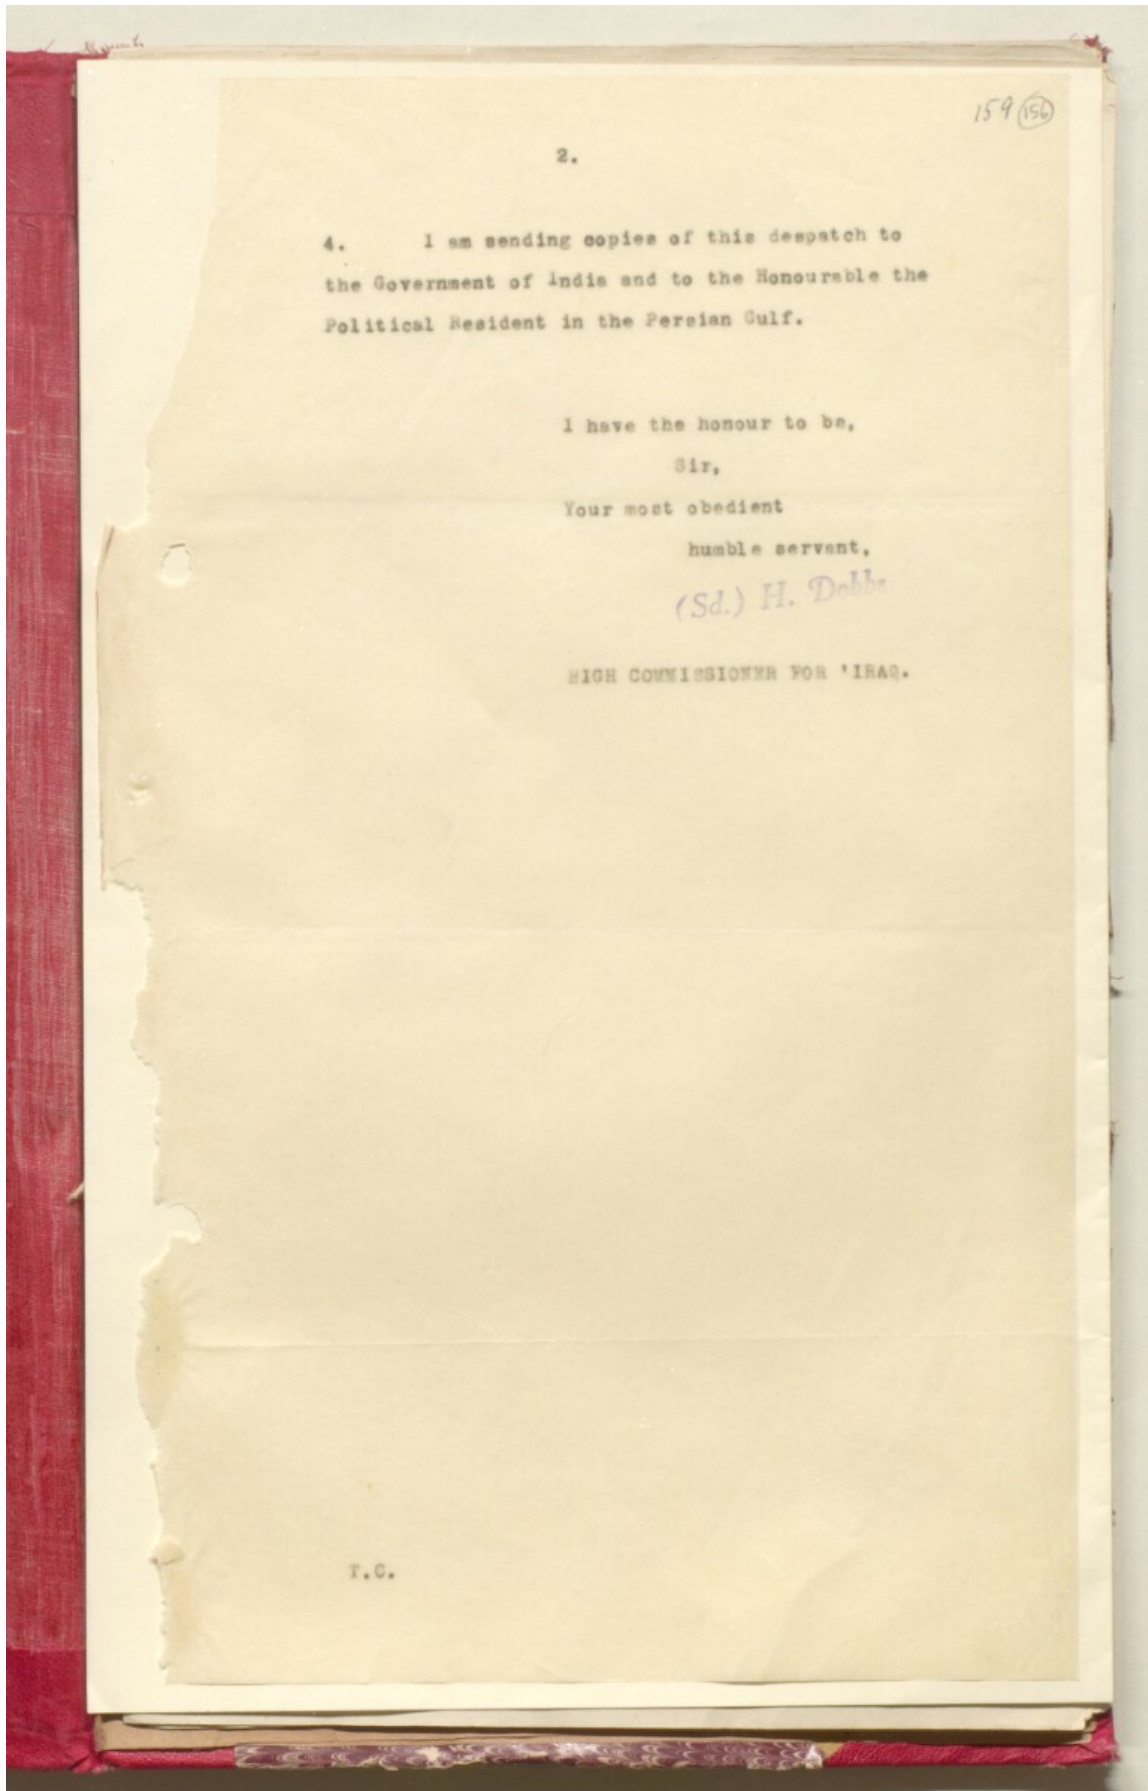 159 156
2.
4. I am sending copies of this despatch to
the Government of India and to the Honourable the
Political Resident in the Persian Gulf.
I have the honour to be,
Sir,
Your most obedient
humble servant,
(Sd.) H. Dobbs
HIGH COMMISSIONER FOR 'IRAQ.
T.C.